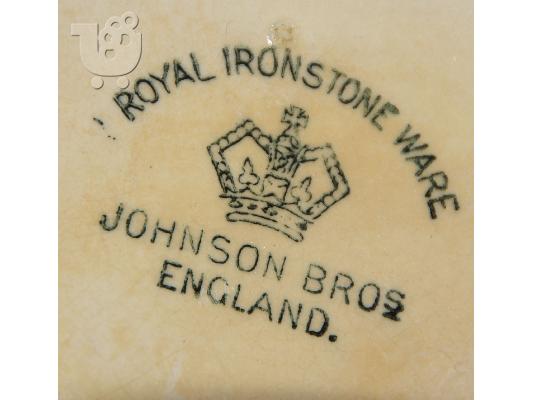 ROYAL IRONSTONE WARE
JOHNSON BROS
ENGLAND.